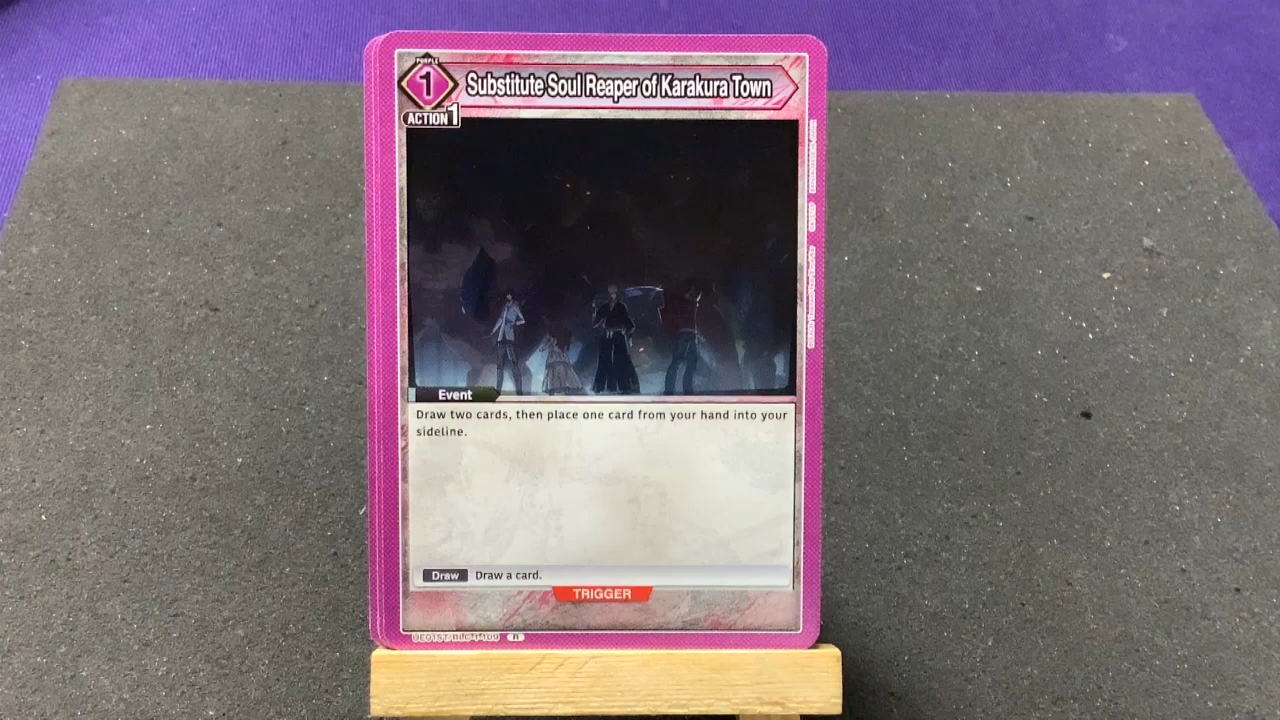 PURPLE
1
Substitute Soul Reaper of Karakura Town
ACTION 1
Event
Draw two cards, then place one card from your hand into your
sideline.
Draw Draw a card.
TRIGGER